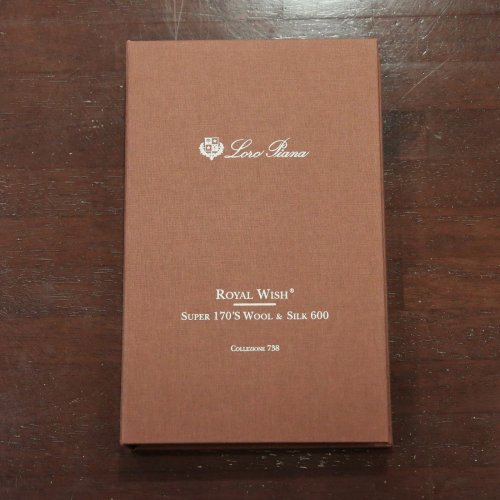 Loro Piana
ROYAL WISH®
SUPER 170'S WOOL & SILK 600
COLLEZIONE 738